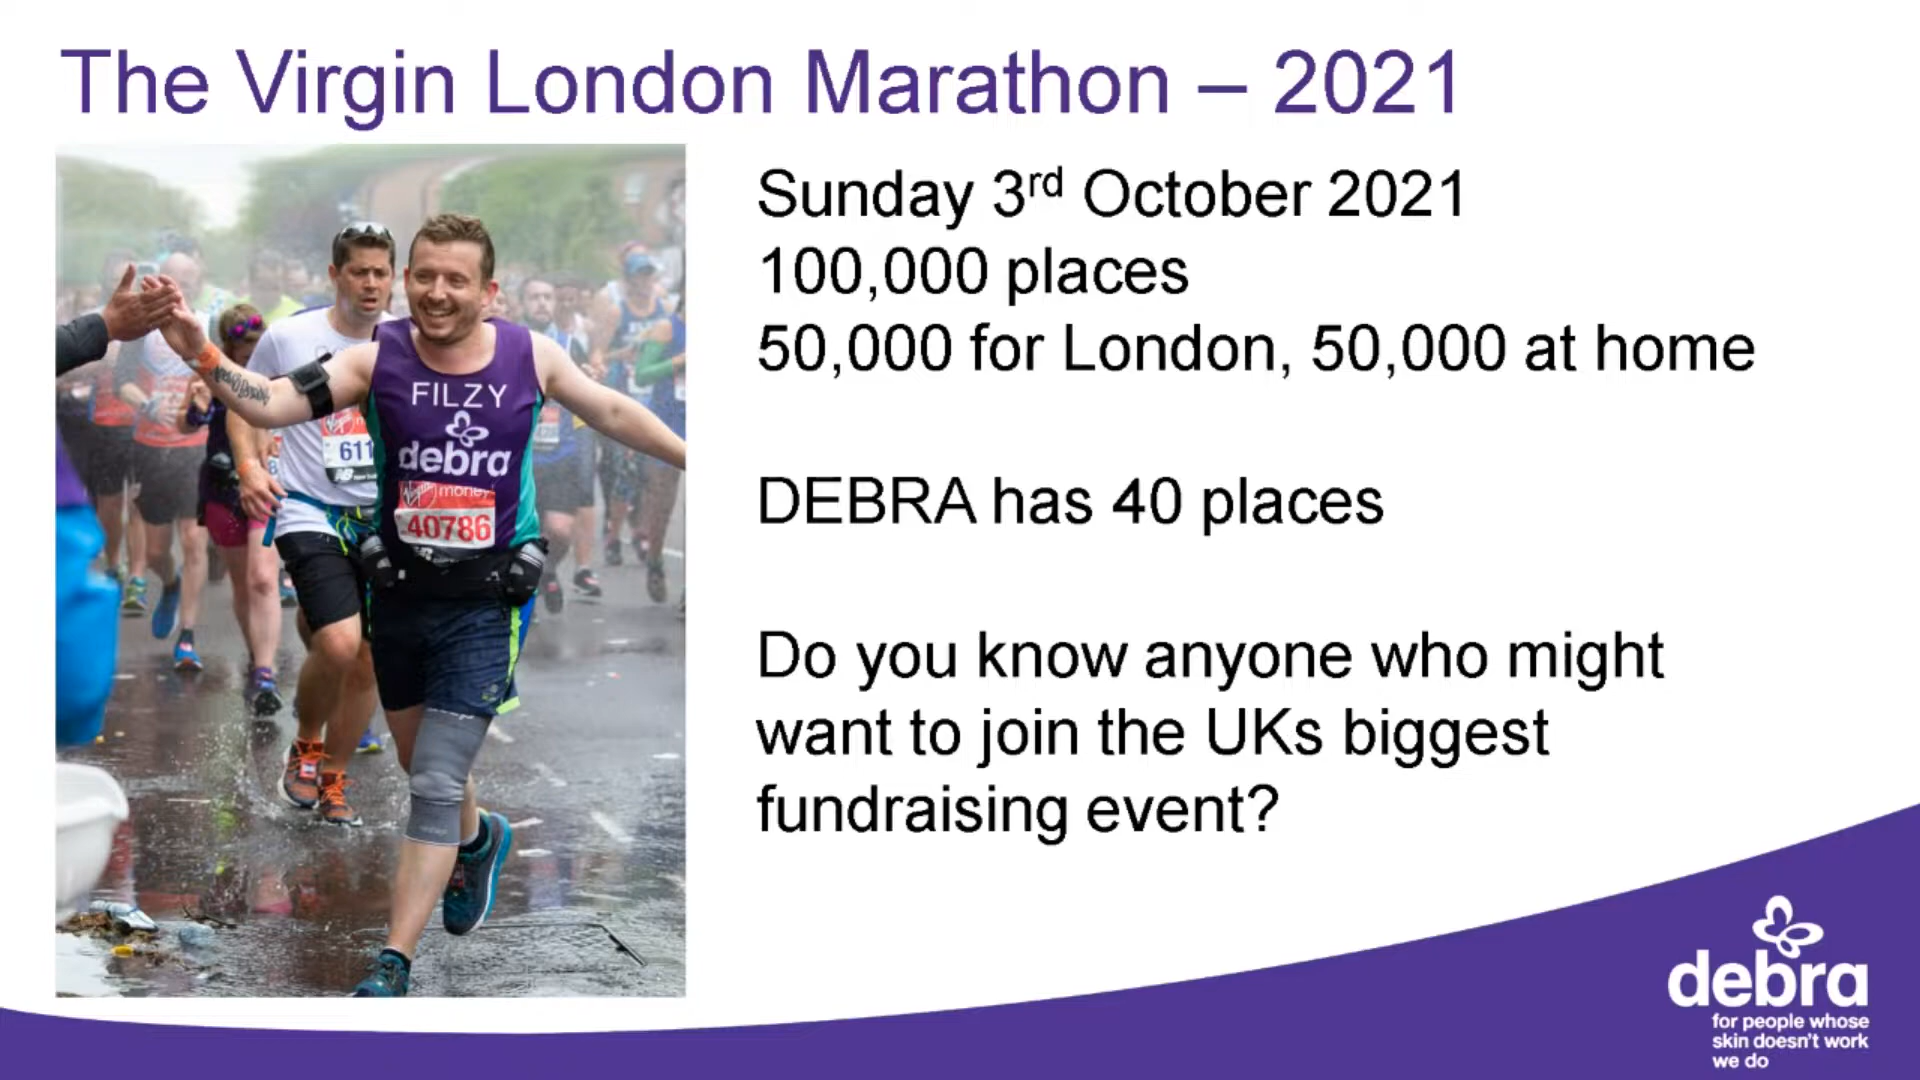 The Virgin London Marathon – 2021
Sunday 3rd October 2021
100,000 places
50,000 for London, 50,000 at home
DEBRA has 40 places
Do you know anyone who might
want to join the UKs biggest
fundraising event?
FILZY
debra
Virgin money
40786
611
debra
for people whose
skin doesn't work
we do